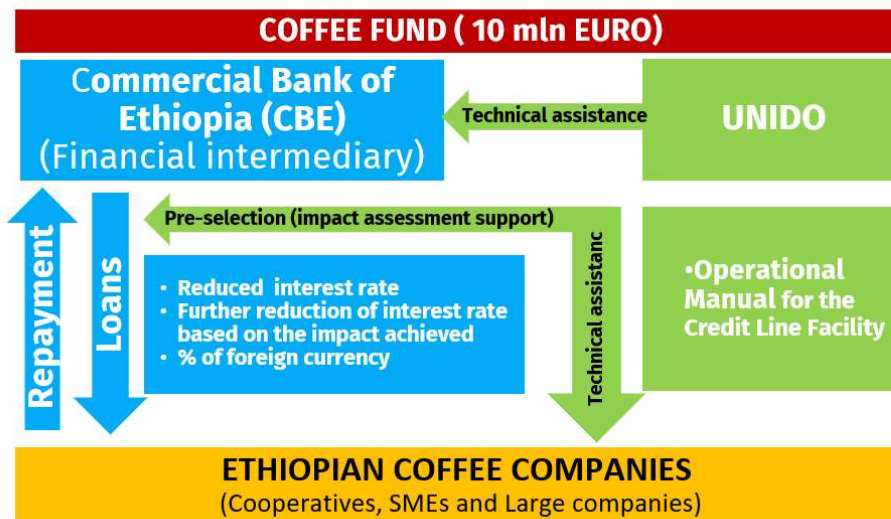 COFFEE FUND ( 10 mln EURO)
Commercial Bank of
Ethiopia (CBE)
(Financial intermediary)
Technical assistance
UNIDO
Pre-selection (impact assessment support)
Repayment
Loans
• Reduced interest rate
• Further reduction of interest rate
based on the impact achieved
• % of foreign currency
Technical assistanc
•Operational
Manual for the
Credit Line Facility
ETHIOPIAN COFFEE COMPANIES
(Cooperatives, SMEs and Large companies)